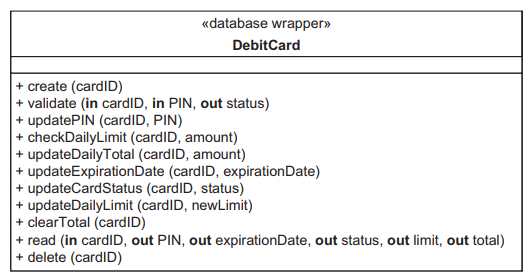 «database wrapper»
DebitCard
+ create (cardID)
+ validate (in cardID, in PIN, out status)
+ updatePIN (cardID, PIN)
+ checkDailyLimit (cardID, amount)
+ updateDailyTotal (cardID, amount)
+ updateExpirationDate (cardID, expirationDate)
+ updateCardStatus (cardID, status)
+ updateDailyLimit (cardID, newLimit)
+ clearTotal (cardID)
+ read (in cardID, out PIN, out expirationDate, out status, out limit, out total)
+ delete (cardID)